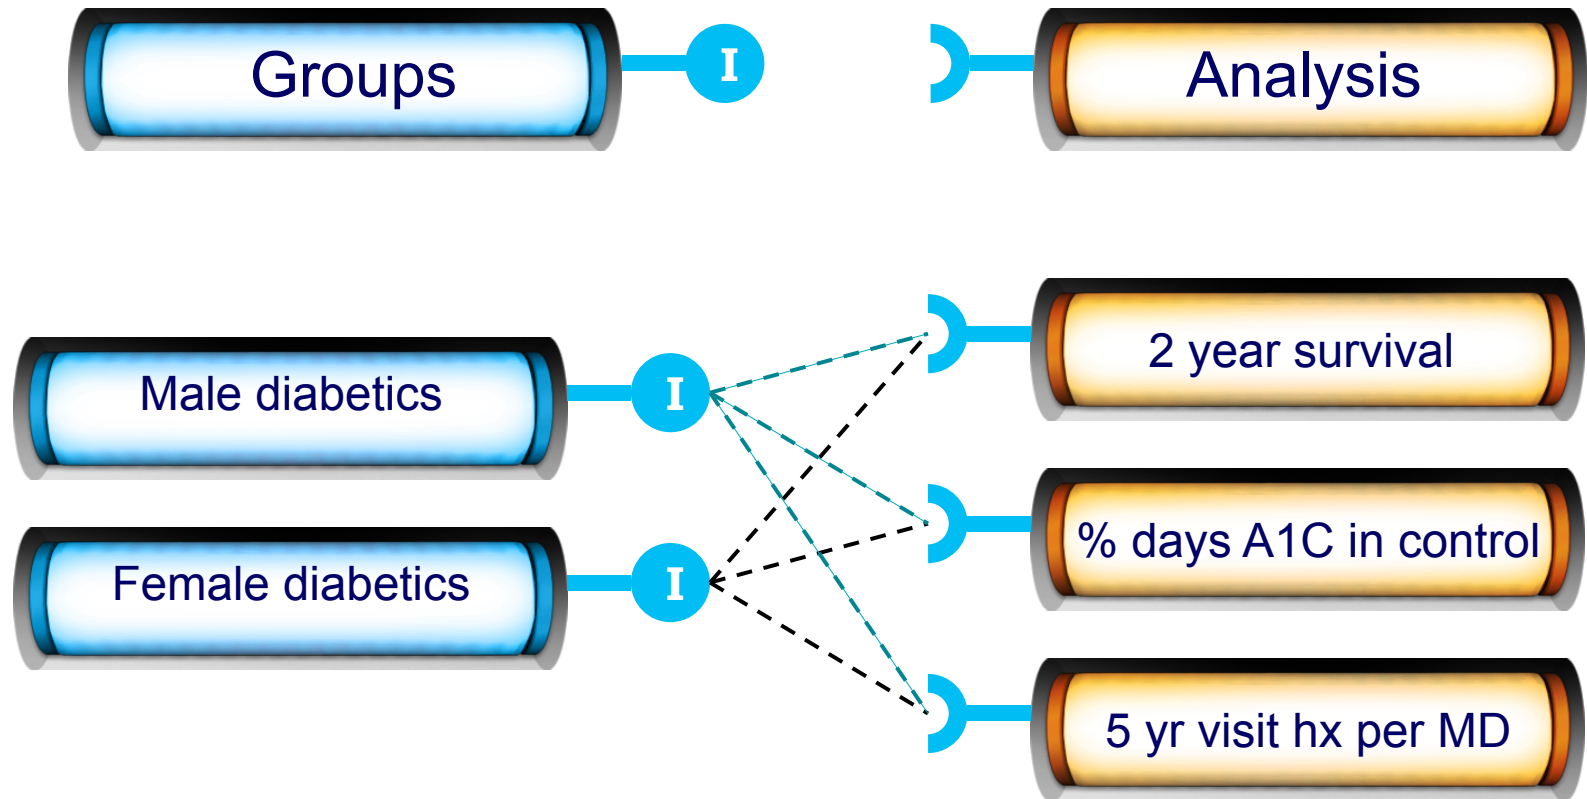 Groups
I
Analysis
Male diabetics
I
2 year survival
Female diabetics
I
% days A1C in control
5 yr visit hx per MD